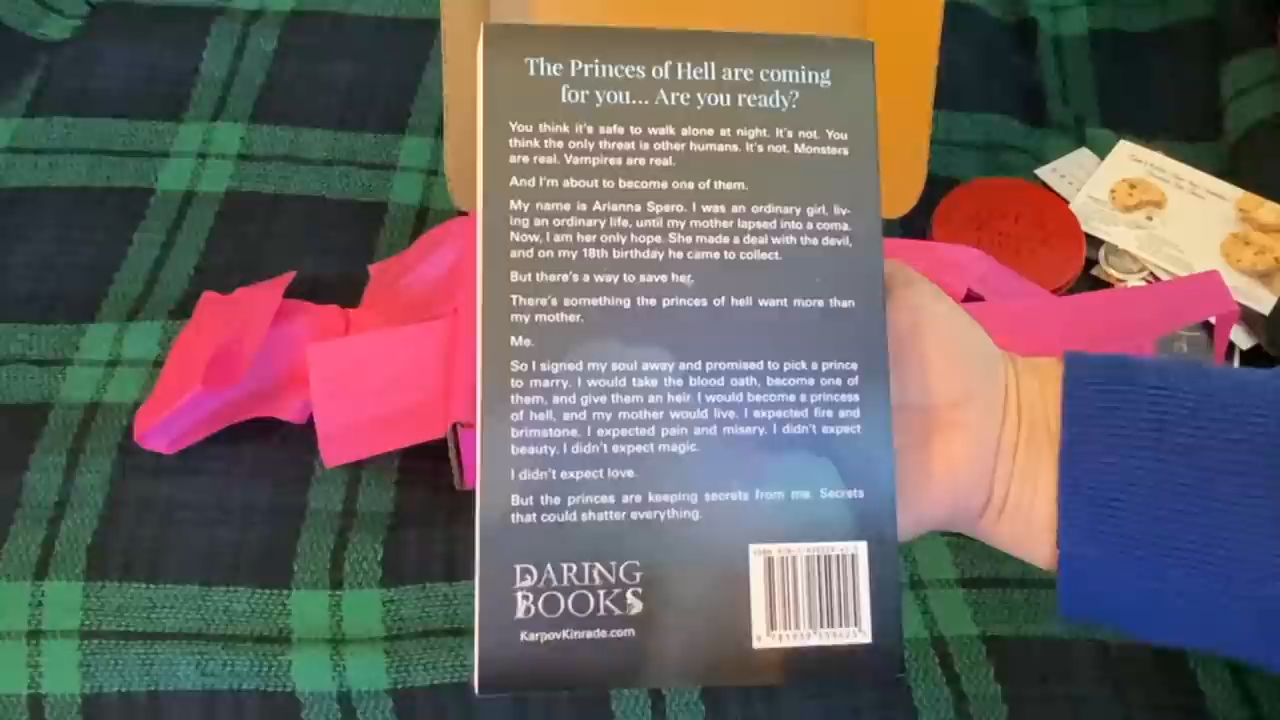 The Princes of Hell are coming
for you... Are you ready?
You think it's safe to walk alone at night. It's not. You
think the only threat is other humans. It's not. Monsters
are real. Vampires are real.
And I'm about to become one of them.
My name is Arianna Spero. I was an ordinary girl, liv-
ing an ordinary life, until my mother lapsed into a coma.
Now, I am her only hope. She made a deal with the devil,
and on my 18th birthday he came to collect.
But there's a way to save her.
There's something the princes of hell want more than
my mother.
Me.
So I signed my soul away and promised to pick a prince
to marry. I would take the blood oath, become one of
them, and give them an heir. I would become a princess
of hell, and my mother would live. I expected fire and
brimstone. I expected pain and misery. I didn't expect
beauty. I didn't expect magic.
I didn't expect love.
But the princes are keeping secrets from me. Secrets
that could shatter everything.
DARING
BOOKS
KarpovKinrade.com
ISBN